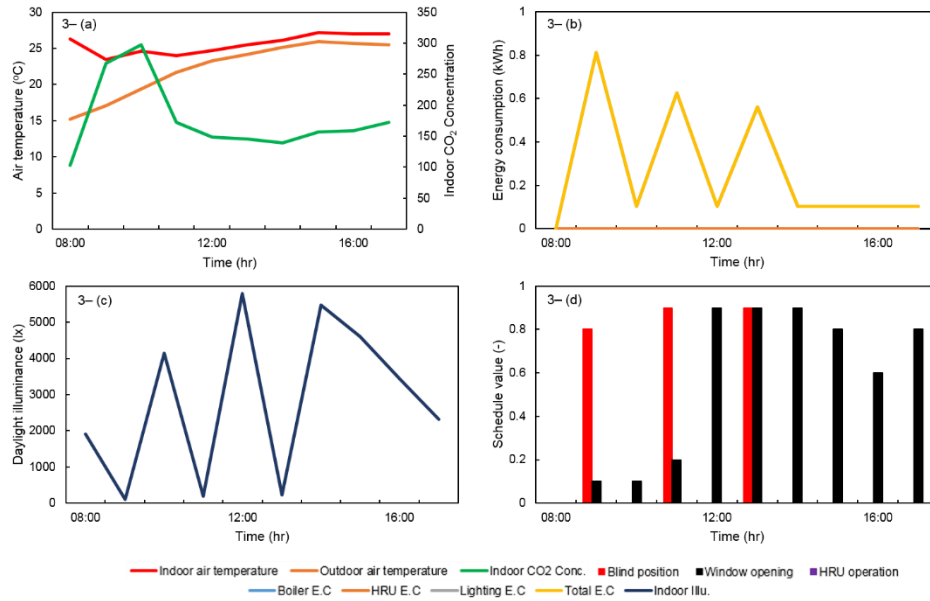 3– (a)
Air temperature (ºC)
30
25
20
15
10
5
0
350
300
250
200
150
100
50
0
Indoor CO2 Concentration
08:00 12:00 16:00
Time (hr)
3– (b)
Energy consumption (kWh)
1
0.8
0.6
0.4
0.2
0
08:00 12:00 16:00
Time (hr)
3– (c)
Daylight illuminance (lx)
6000
5000
4000
3000
2000
1000
0
08:00 12:00 16:00
Time (hr)
3– (d)
Schedule value (-)
1
0.8
0.6
0.4
0.2
0
08:00 12:00 16:00
Time (hr)
Indoor air temperature Outdoor air temperature Indoor CO2 Conc. Blind position Window opening HRU operation
Boiler E.C HRU E.C Lighting E.C Total E.C Indoor Illu.